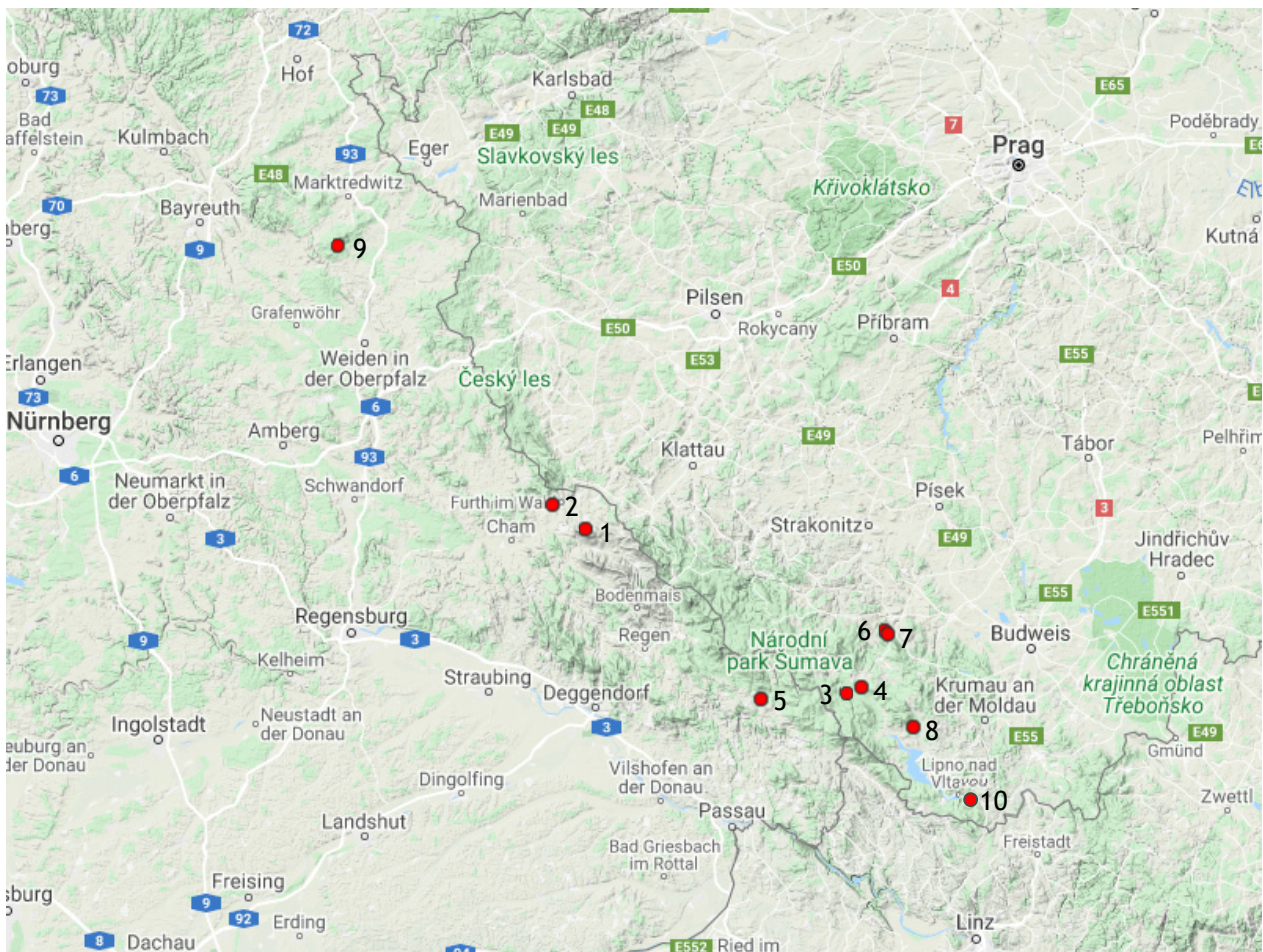 72
Hof
oburg
73
Bad
affelstein
Kulmbach
93
Eger
Karlsbad
E48
E49
E49
Slavkovský les
E65
7
Poděbrady
Prag
E48
Marktredwitz
Marienbad
Křivoklátsko
70
Bayreuth
9
9
E50
Kutná
4
Grafenwöhr
Pilsen
Rokycany
Příbram
E50
E53
E55
Erlangen
73
Weiden in
der Oberpfalz
Český les
6
Nürnberg
Amberg
93
Klattau
E49
Tábor
Pelhřim
6
Neumarkt in
der Oberpfalz
Schwandorf
Furth im Wa
2
Cham
1
Písek
3
Strakonitz
E49
Jindřichův
Hradec
3
Bodenmais
E55
E551
Regensburg
3
Regen
6
7
Budweis
9
Kelheim
Národní
park Šumava
Chráněná
krajinná oblast
Třeboňsko
Straubing
Deggendorf
5
3
4
Krumau an
der Moldau
Ingolstadt
Neustadt an
der Donau
3
8
E55
E49
Gmünd
euburg an
der Donau
Dingolfing
Vilshofen an
der Donau
Lipno nad
Vltavou
10
Zwettl
Passau
Landshut
Bad Griesbach
im Rottal
Freistadt
Freising
9
92
Erding
sburg
8
Dachau
94
E552
Ried im
Linz